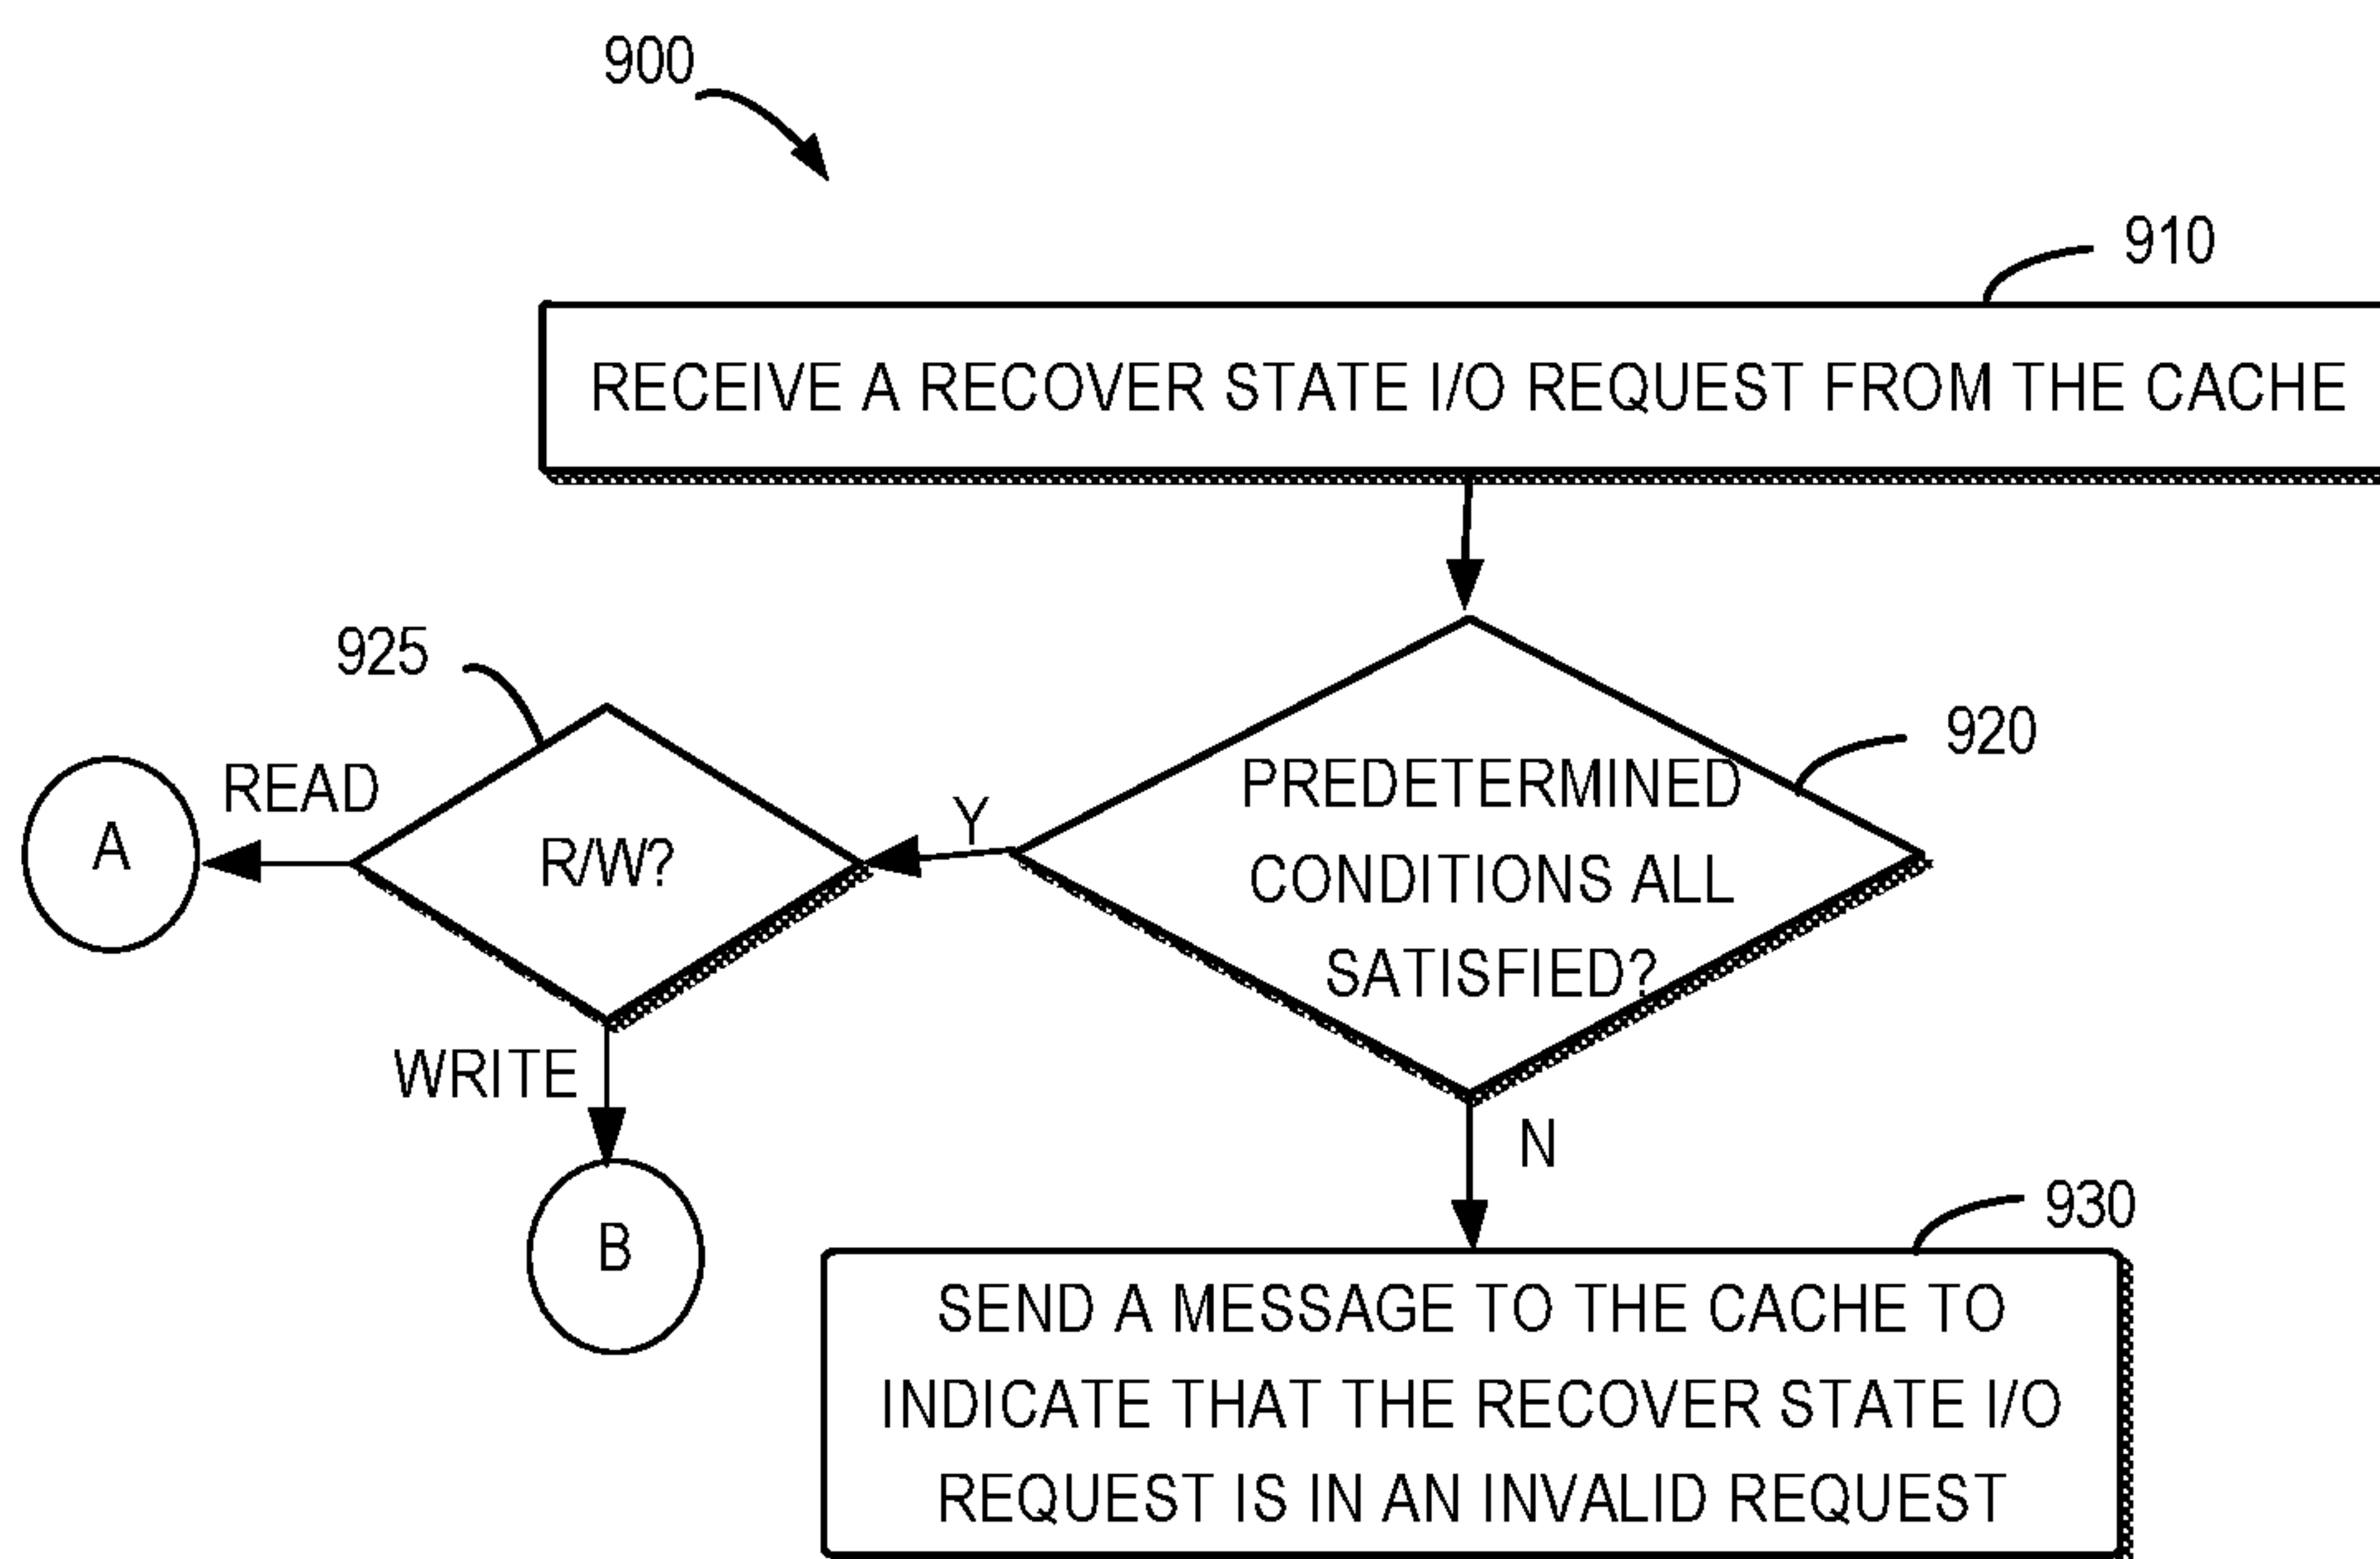 900
910
RECEIVE A RECOVER STATE I/O REQUEST FROM THE CACHE
925
920
READ
A
R/W?
Y
PREDETERMINED
CONDITIONS ALL
SATISFIED?
WRITE
B
N
930
SEND A MESSAGE TO THE CACHE TO
INDICATE THAT THE RECOVER STATE I/O
REQUEST IS IN AN INVALID REQUEST